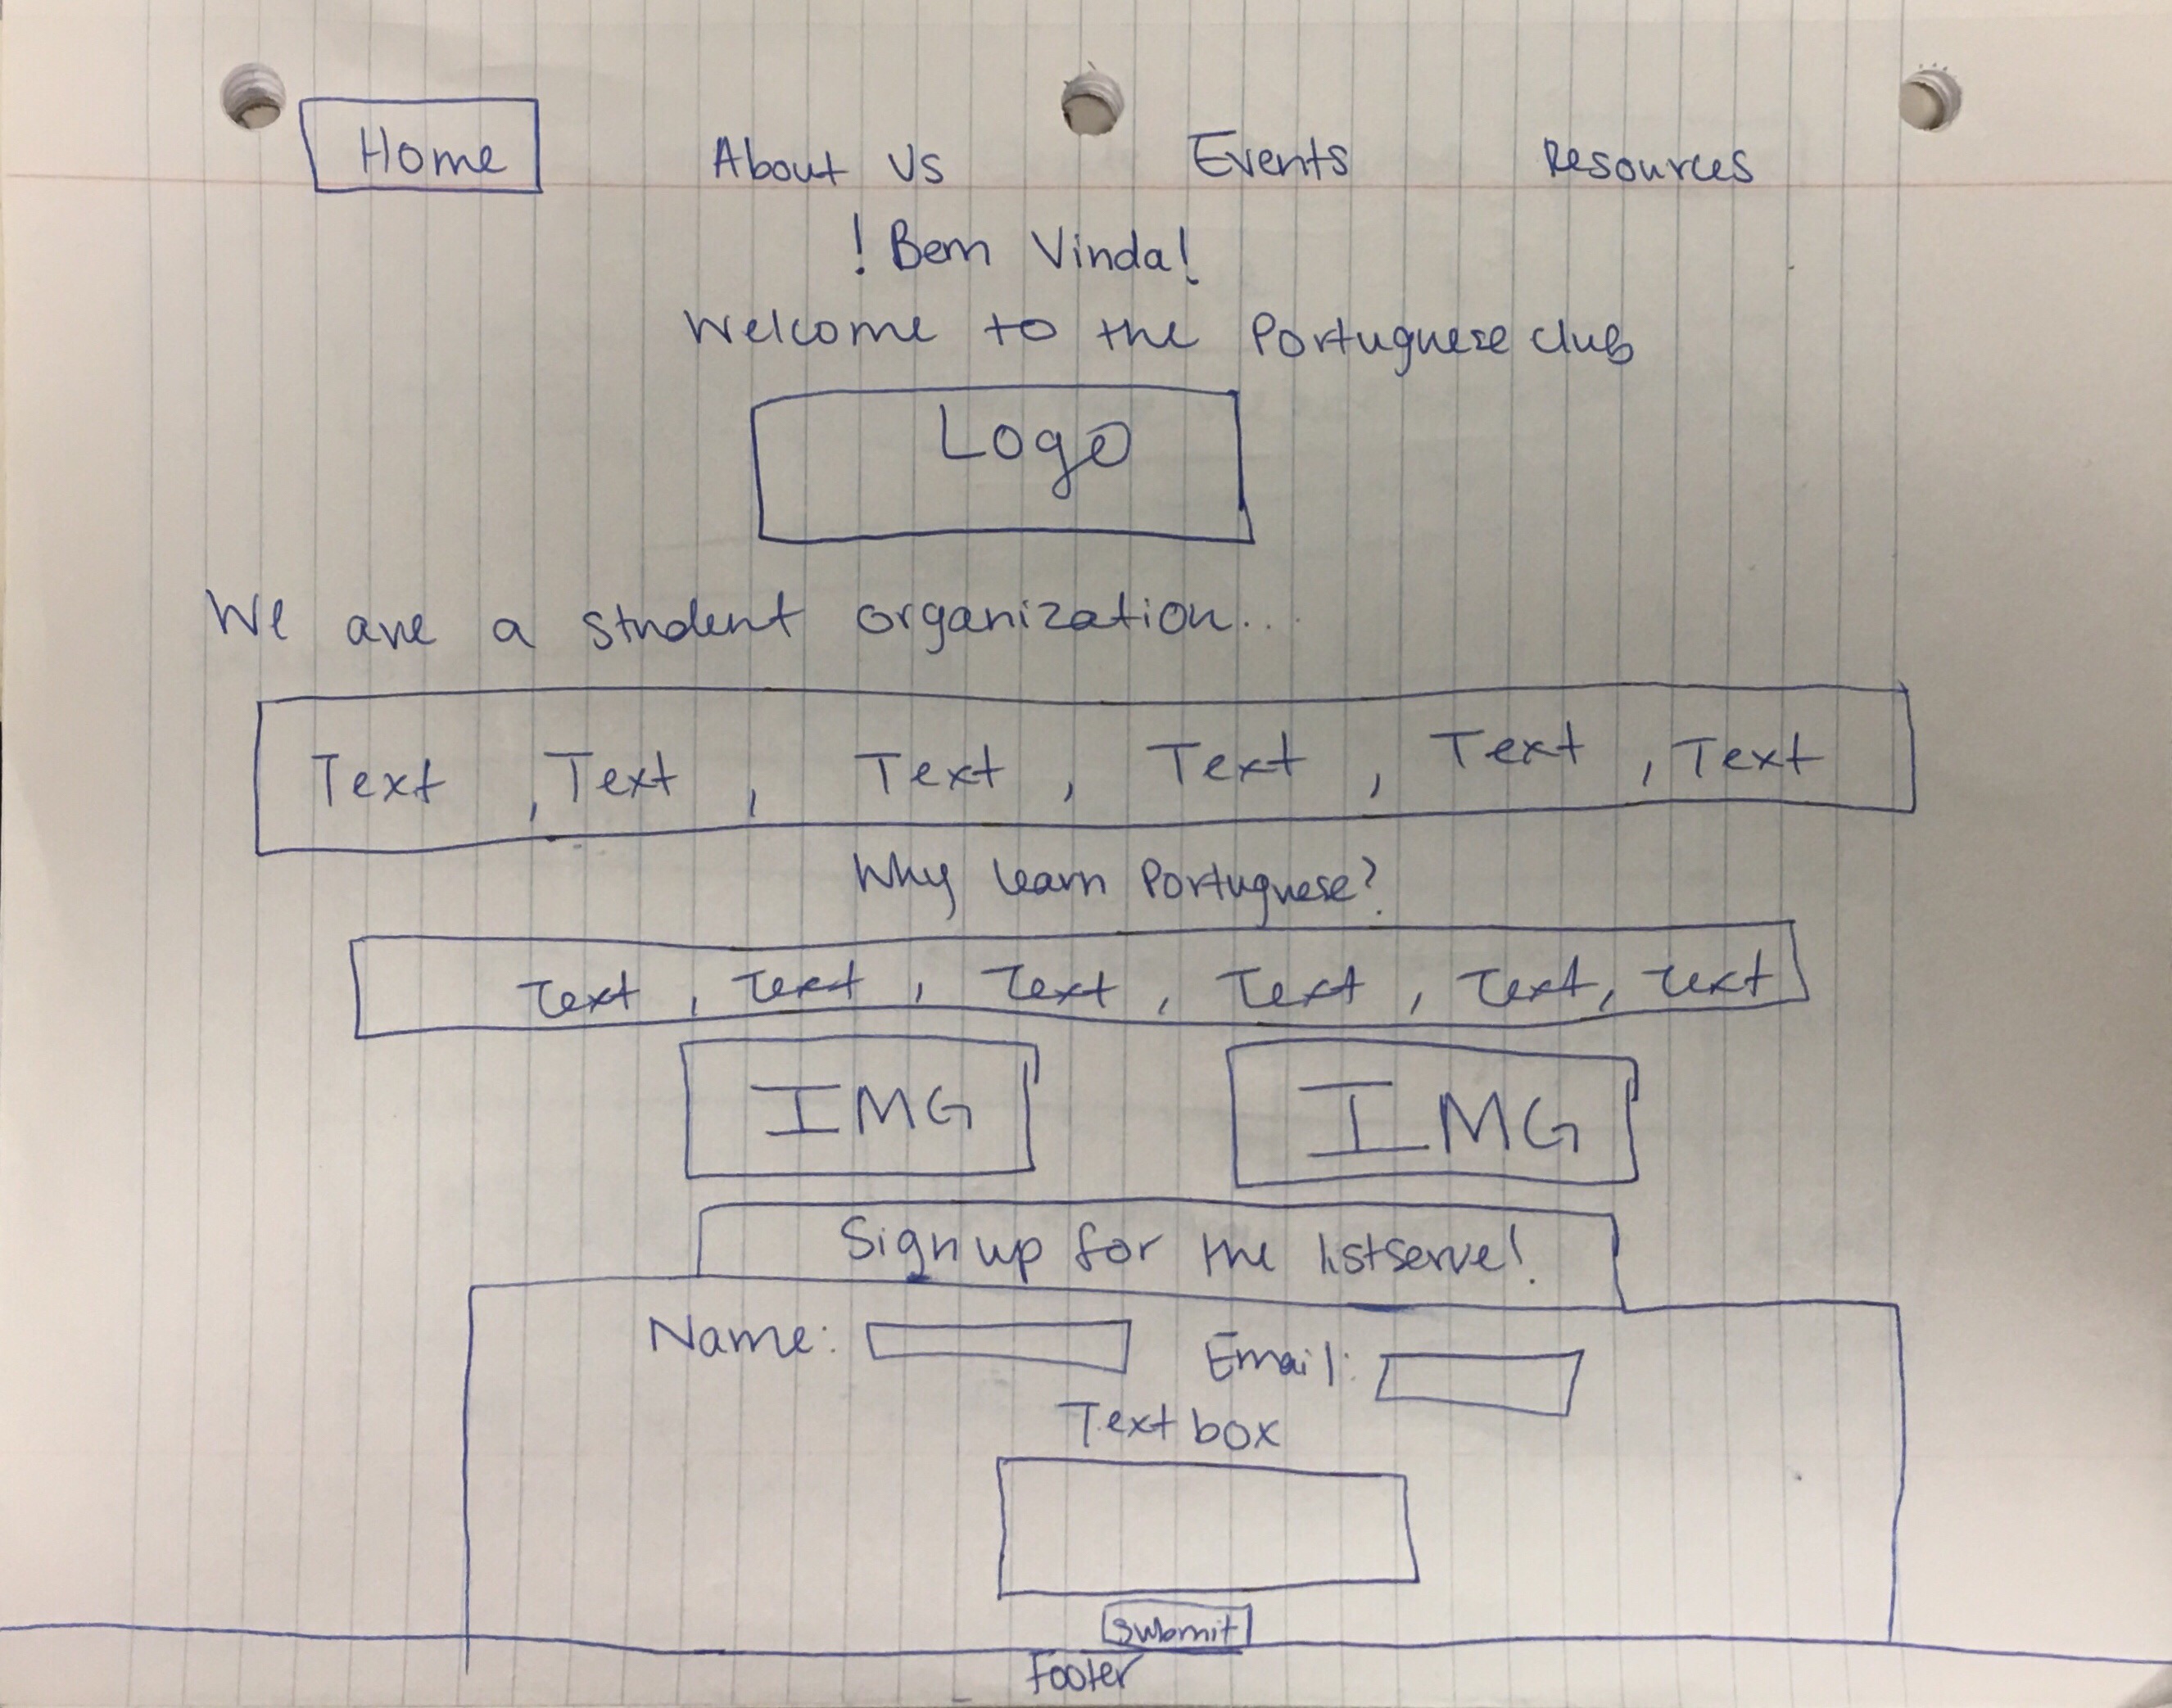 Home About Us Events Resources
! Bem Vinda!
Welcome to the Portuguese club
Logo
We are a student organization...
Text , Text , Text , Text , Text , Text
Why learn Portuguese?
Text , Text , Text , Text , Text, Text
IMG IMG
Sign up for the listserve!
Name: Email:
Text box
Submit
Footer